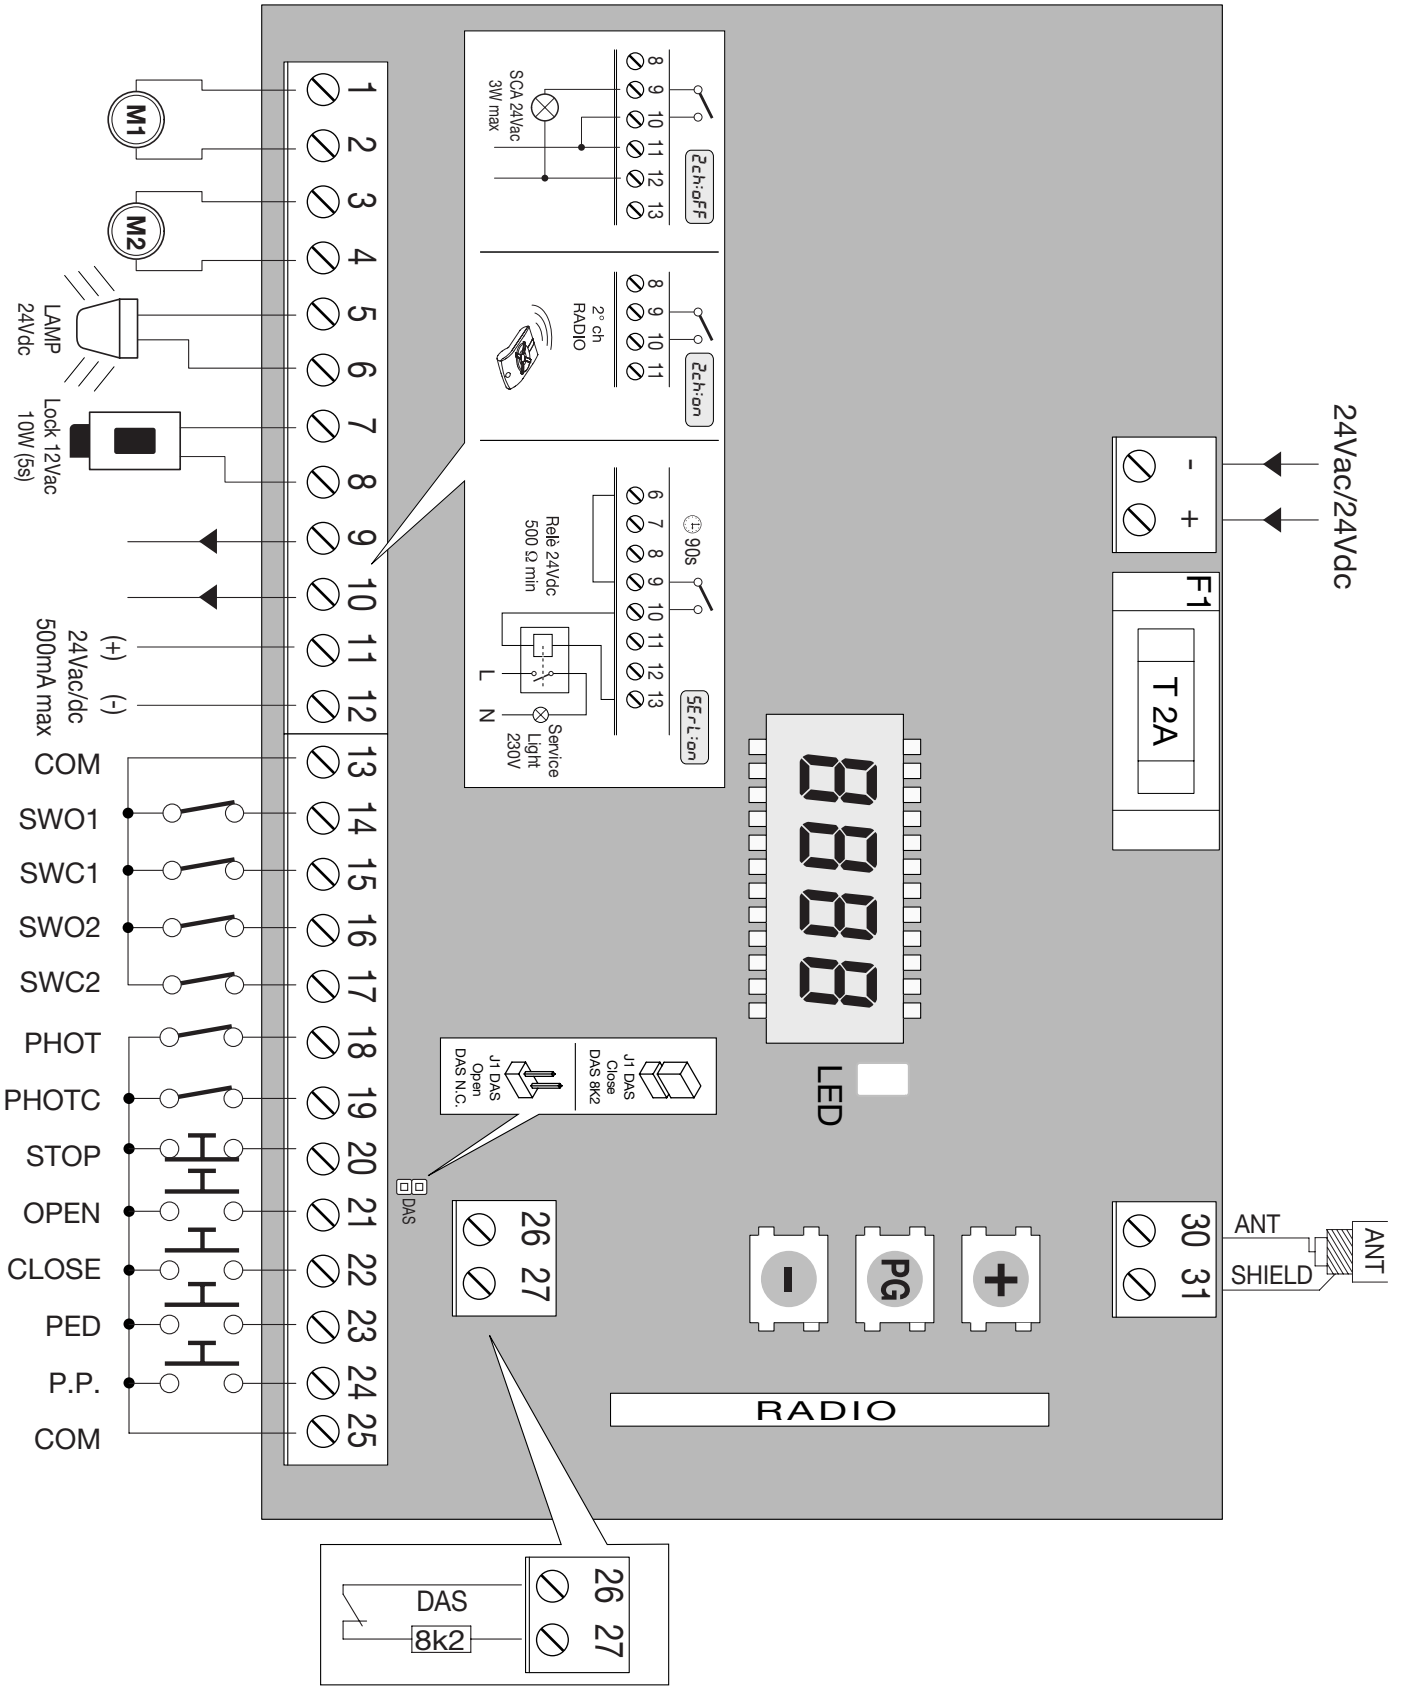 24Vac/24Vdc
- +
F1
T 2A
1
2
3
4
5
6
7
8
9
10
11
12
13
14
15
16
17
18
19
20
21
22
23
24
25
M1
M2
LAMP
24Vdc
Lock 12Vac
10W (5s)
(+) (-)
24Vac/dc
500mA max
COM
SWO1
SWC1
SWO2
SWC2
PHOT
PHOTC
STOP
OPEN
CLOSE
PED
P.P.
COM
8 9 10 11 12 13
2ch:oFF
SCA 24Vac
3W max
8 9 10 11
2ch:on
2° ch
RADIO
90s
6 7 8 9 10 11 12 13
SErL:on
Relè 24Vdc
500 Ω min
L
N
Service
Light
230V
8888
LED
J1 DAS
Open
DAS N.C.
J1 DAS
Close
DAS 8K2
DAS
26 27
- PG +
RADIO
30 31
ANT
SHIELD
ANT
26 27
DAS
8k2